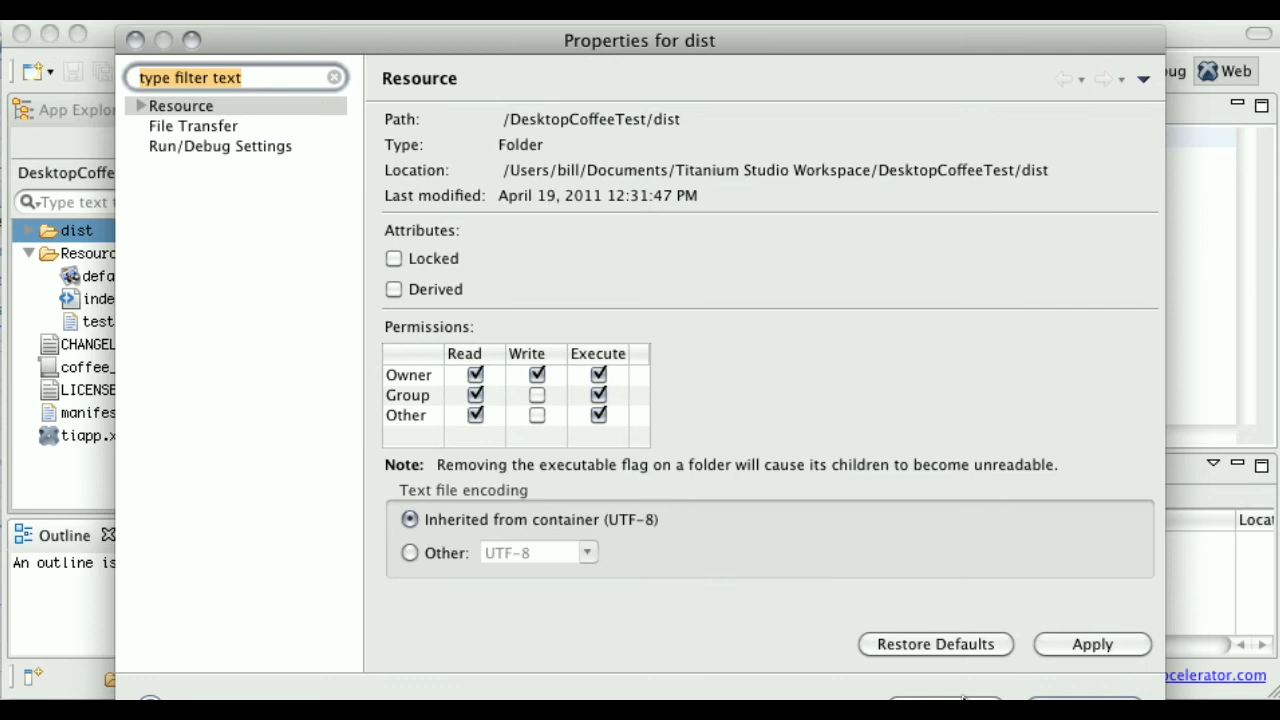 Properties for dist
type filter text
Resource
File Transfer
Run/Debug Settings
Resource
Path: /DesktopCoffeeTest/dist
Type: Folder
Location: /Users/bill/Documents/Titanium Studio Workspace/DesktopCoffeeTest/dist
Last modified: April 19, 2011 12:31:47 PM
Attributes:
Locked
Derived
Permissions:
Read Write Execute
Owner
Group
Other
Note: Removing the executable flag on a folder will cause its children to become unreadable.
Text file encoding
Inherited from container (UTF-8)
Other: UTF-8
Restore Defaults Apply
App Explo
DesktopCoffe
Type text
dist
Resourc
defa
inde
test
CHANGEL
coffee_
LICENSE
manifes
tiapp.x
Outline
An outline is
ug Web
Locat
celerator.com